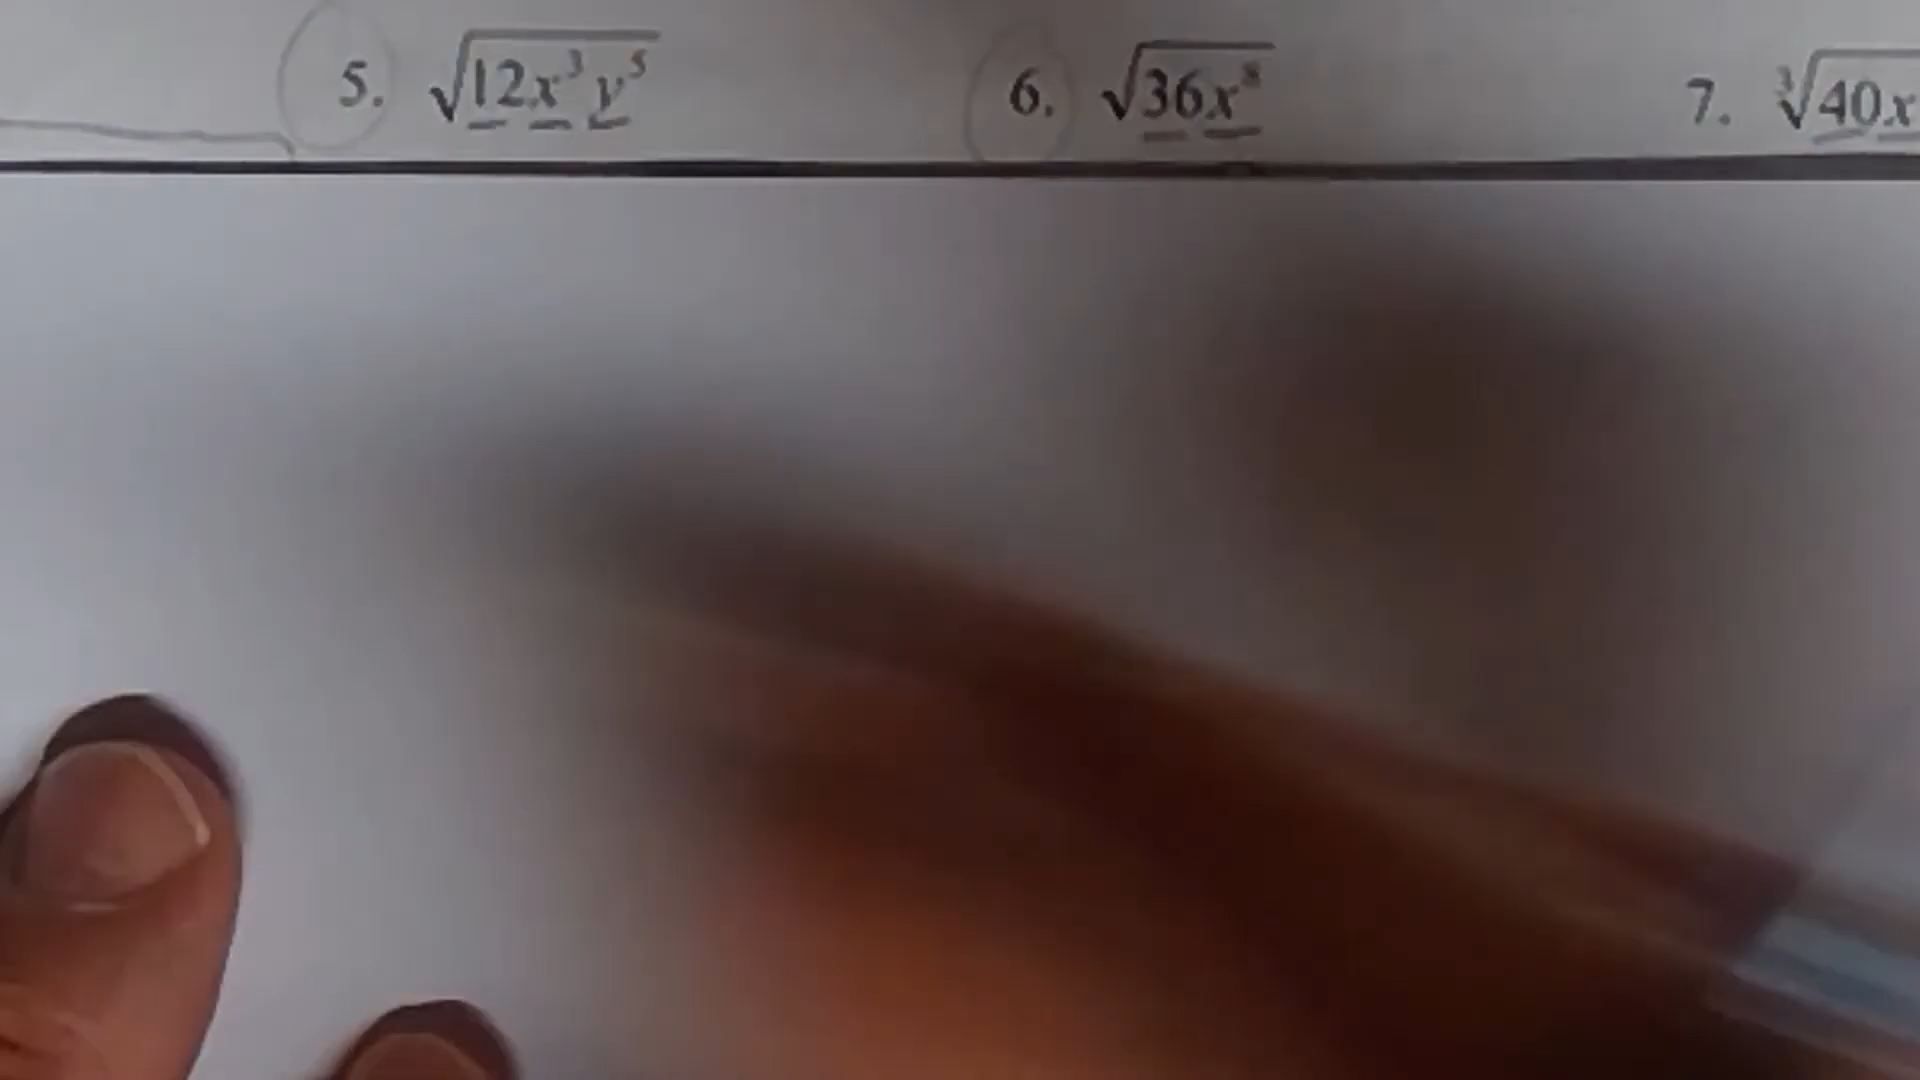 5. √12x³y⁵ 6. √36x⁸ 7. ∛40x